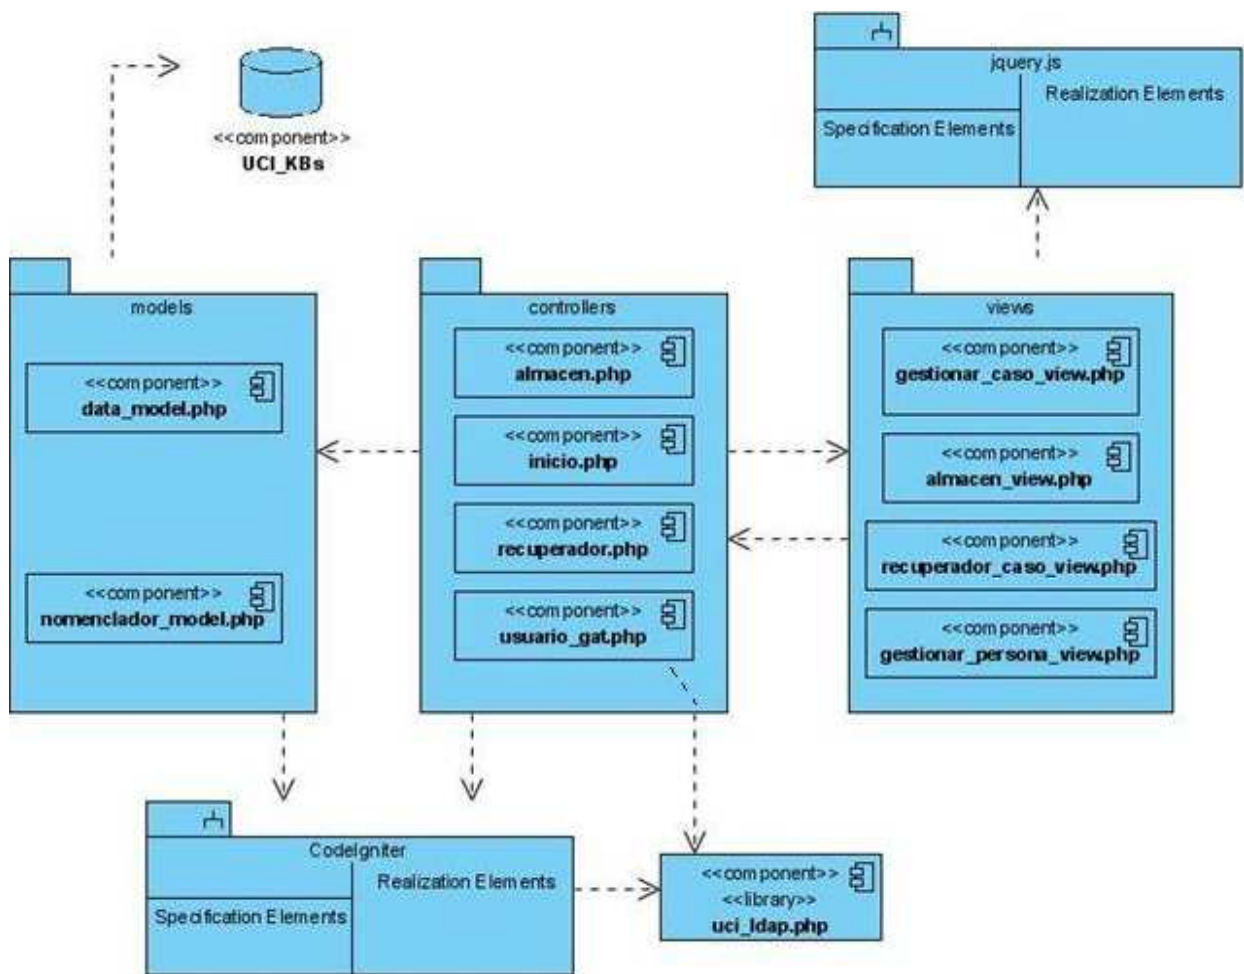 jquery.js
Realization Elements
Specification Elements
<<component>>
UCI_KBs
models
<<component>>
data_model.php
<<component>>
nomenclador_model.php
controllers
<<component>>
almacen.php
<<component>>
inicio.php
<<component>>
recuperador.php
<<component>>
usuario_gat.php
views
<<component>>
gestionar_caso_view.php
<<component>>
almacen_view.php
<<component>>
recuperador_caso_view.php
<<component>>
gestionar_persona_view.php
CodeIgniter
Realization Elements
Specification Elements
<<component>>
<<library>>
uci_ldap.php